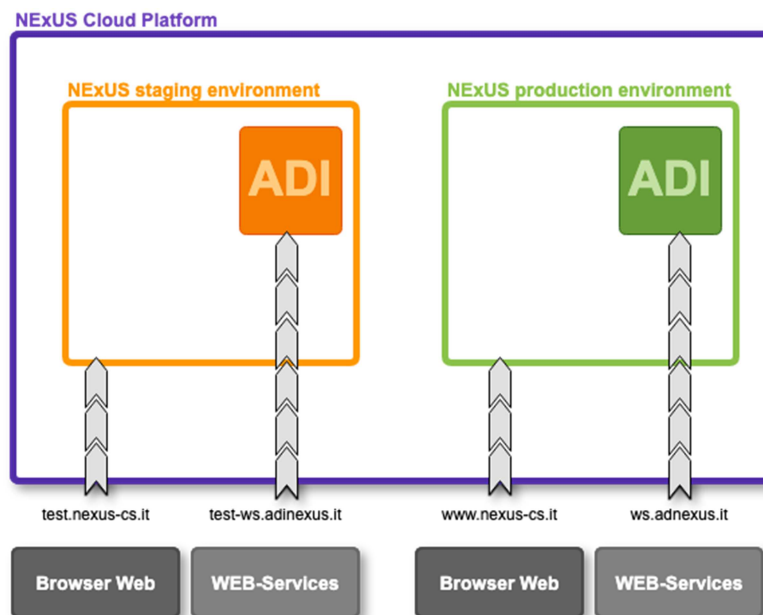 NExUS Cloud Platform
NExUS staging environment
NExUS production environment
ADI
ADI
test.nexus-cs.it
test-ws.adinexus.it
www.nexus-cs.it
ws.adnexus.it
Browser Web
WEB-Services
Browser Web
WEB-Services